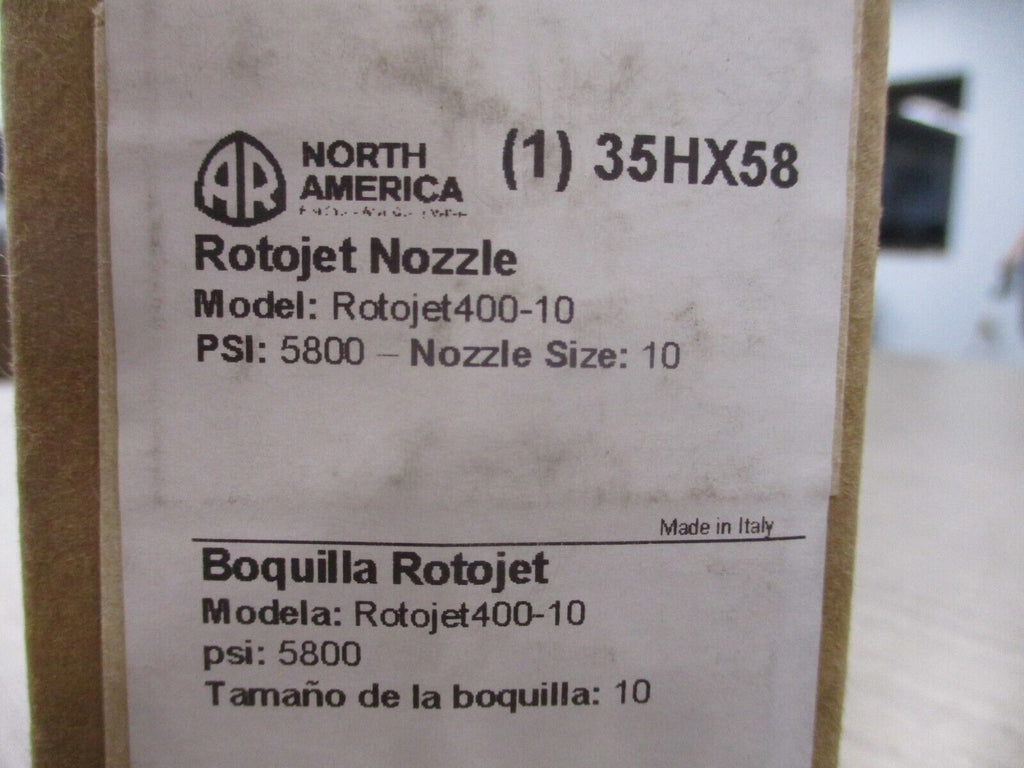 AR NORTH AMERICA
(1) 35HX58
Rotojet Nozzle
Model: Rotojet400-10
PSI: 5800 – Nozzle Size: 10
Made in Italy
Boquilla Rotojet
Modela: Rotojet400-10
psi: 5800
Tamaño de la boquilla: 10